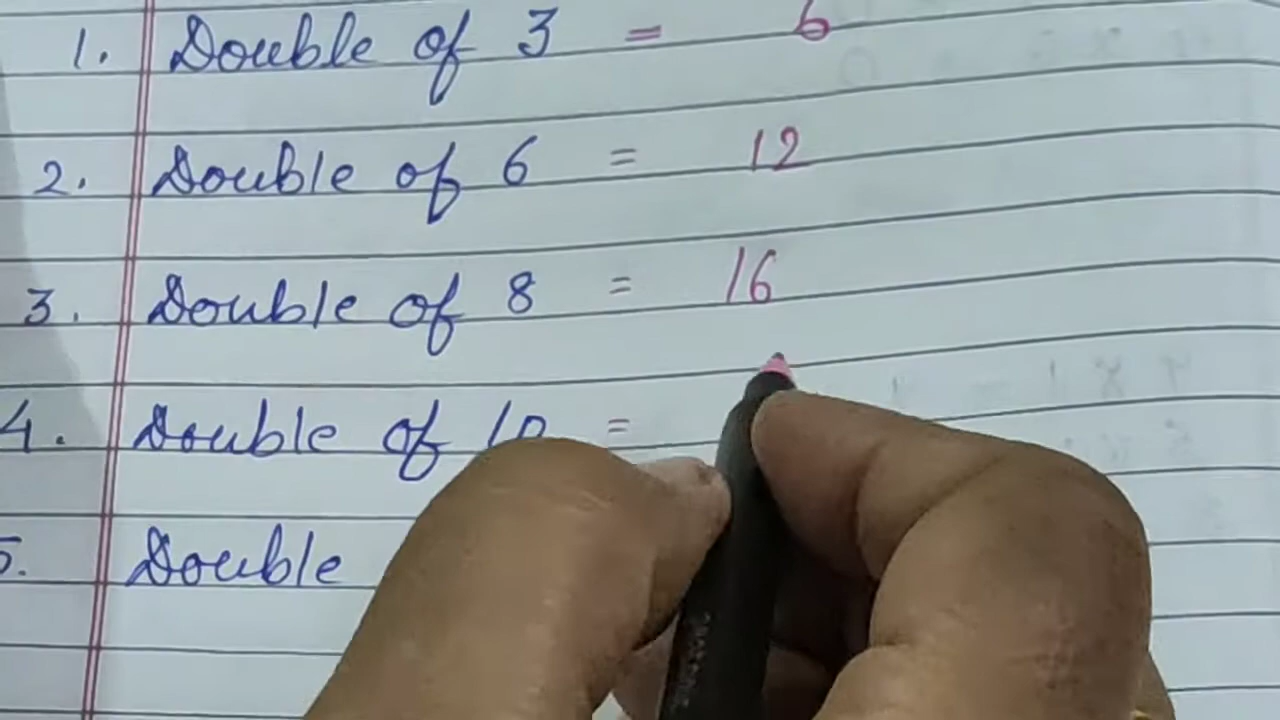 1. Double of 3 = 6
2. Double of 6 = 12
3. Double of 8 = 16
4. Double of 10 =
5. Double